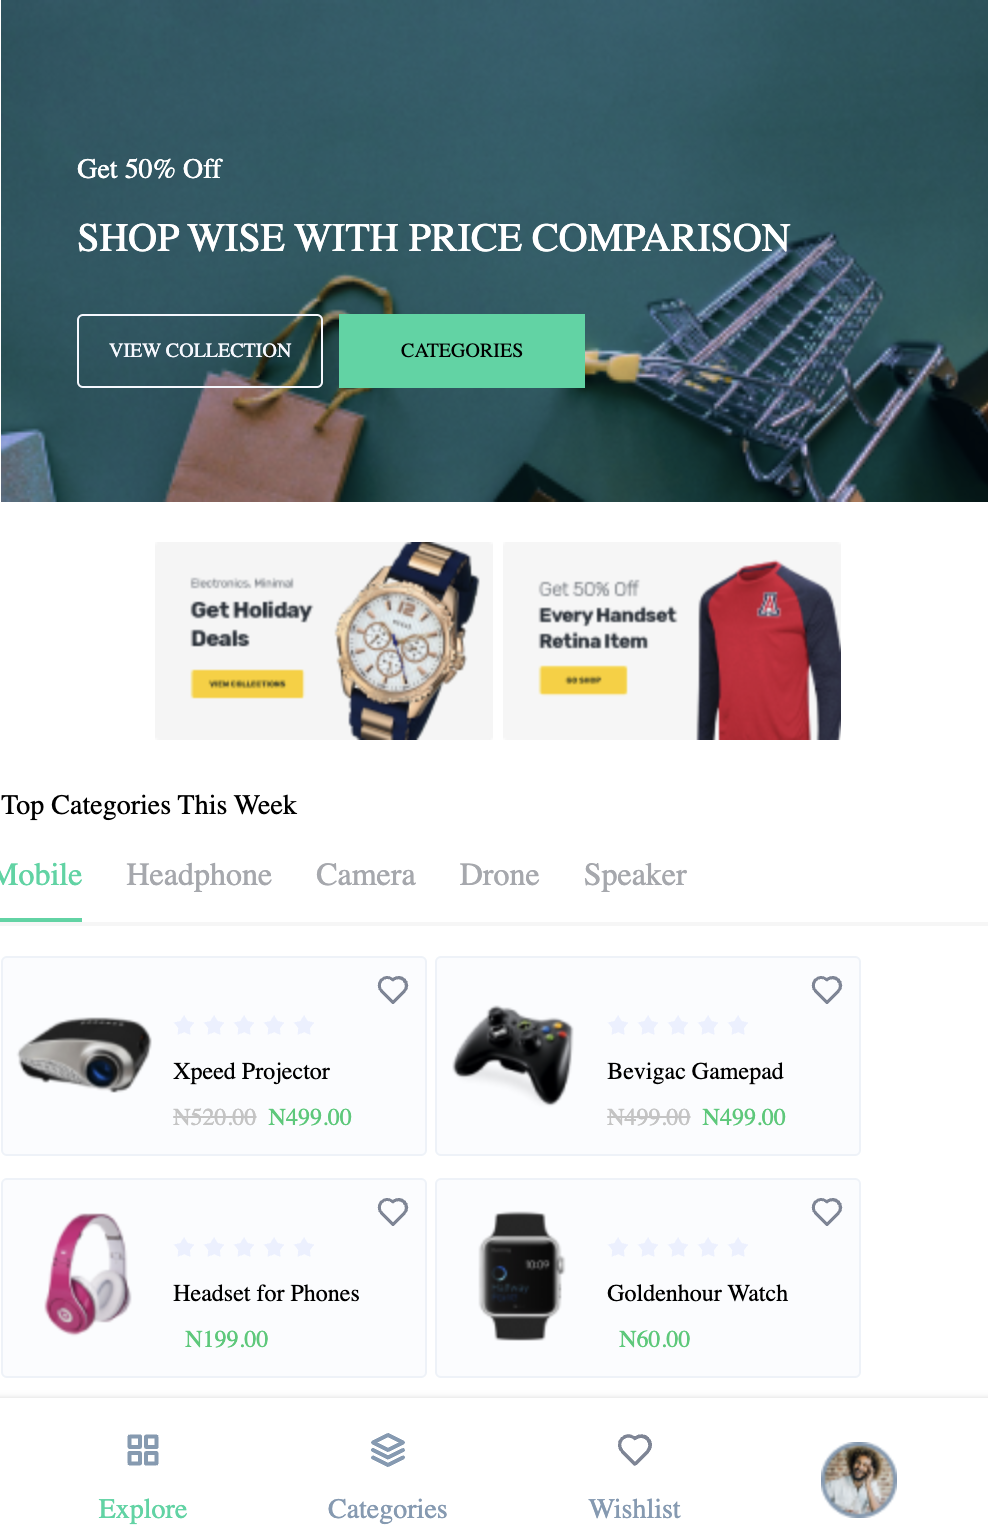 Get 50% Off
SHOP WISE WITH PRICE COMPARISON
VIEW COLLECTION
CATEGORIES
Electronics, Minimal
Get Holiday
Deals
VIEW COLLECTIONS
Get 50% Off
Every Handset
Retina Item
GO SHOP
Top Categories This Week
Mobile Headphone Camera Drone Speaker
Xpeed Projector
N520.00 N499.00
Bevigac Gamepad
N499.00 N499.00
Headset for Phones
N199.00
10:09
Goldenhour Watch
N60.00
Explore
Categories
Wishlist